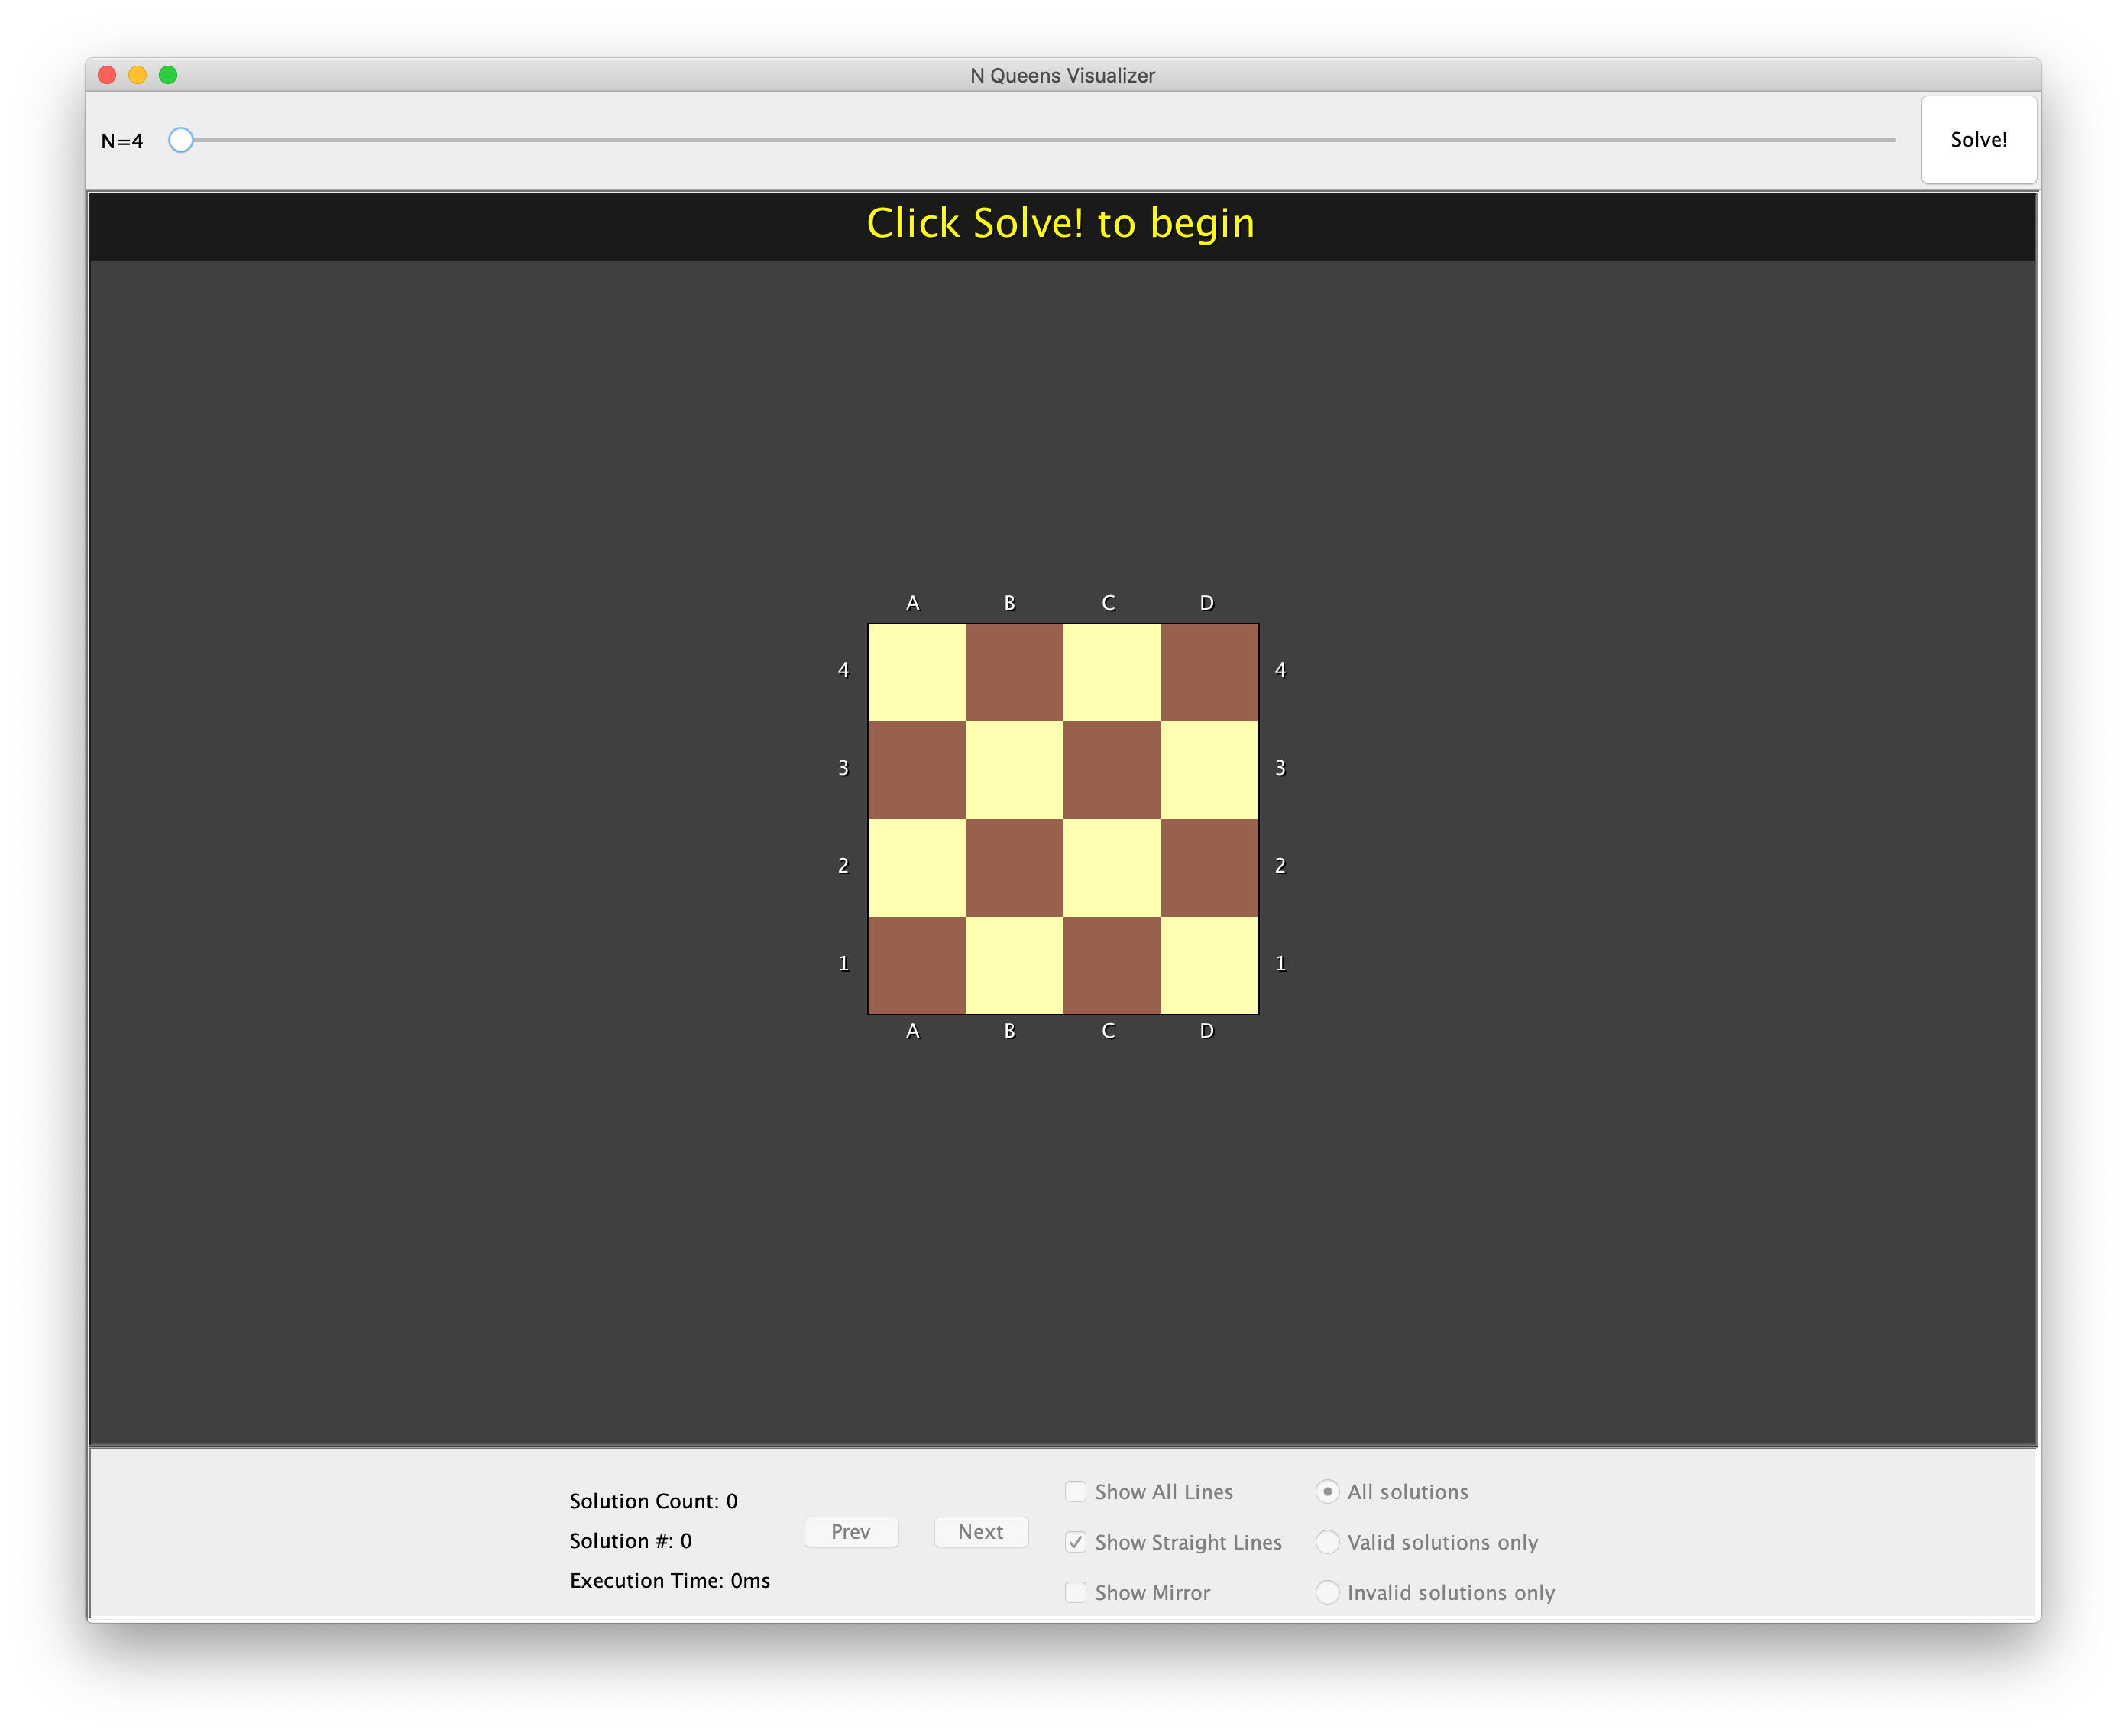 N Queens Visualizer
N=4
Solve!
Click Solve! to begin
A B C D
4 4
3 3
2 2
1 1
A B C D
Solution Count: 0
Solution #: 0
Execution Time: 0ms
Prev Next
Show All Lines
Show Straight Lines
Show Mirror
All solutions
Valid solutions only
Invalid solutions only